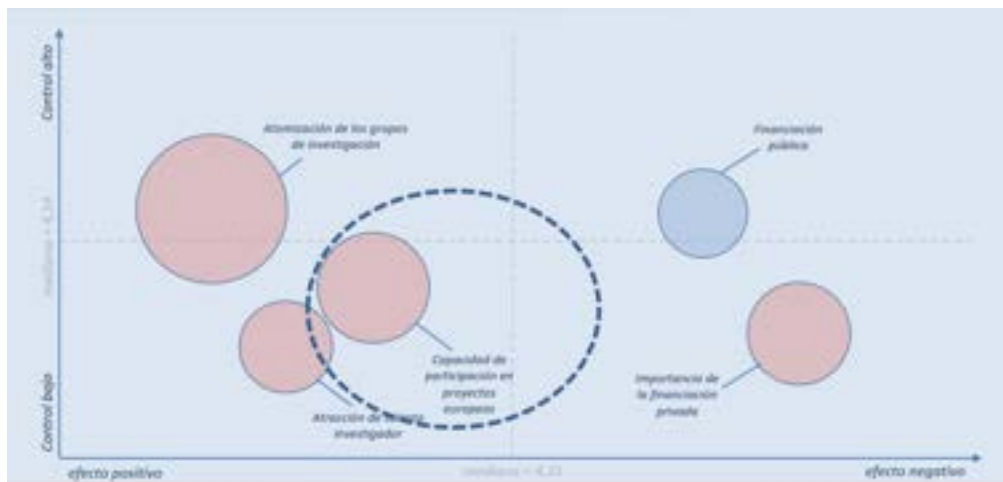 Control alto
Atomización de los grupos
de investigación
Financiación
pública
Capacidad de
participación en
proyectos
europeos
Atracción de
investigador
Importancia de
la financiación
privada
Control bajo
efecto positivo
efecto negativo